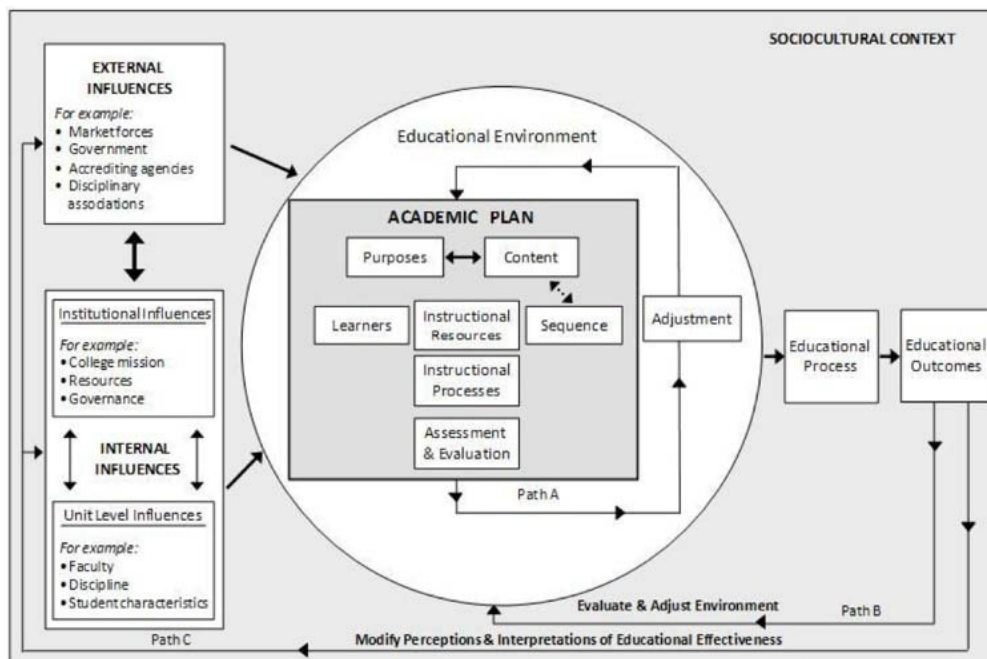 SOCIOCULTURAL CONTEXT
EXTERNAL
INFLUENCES
For example:
• Market forces
• Government
• Accrediting agencies
• Disciplinary
associations
Institutional Influences
For example:
• College mission
• Resources
• Governance
INTERNAL
INFLUENCES
Unit Level Influences
For example:
• Faculty
• Discipline
• Student characteristics
Educational Environment
ACADEMIC PLAN
Purposes
Content
Learners
Instructional
Resources
Sequence
Instructional
Processes
Assessment
& Evaluation
Adjustment
Path A
Educational
Process
Educational
Outcomes
Evaluate & Adjust Environment
Path B
Path C
Modify Perceptions & Interpretations of Educational Effectiveness